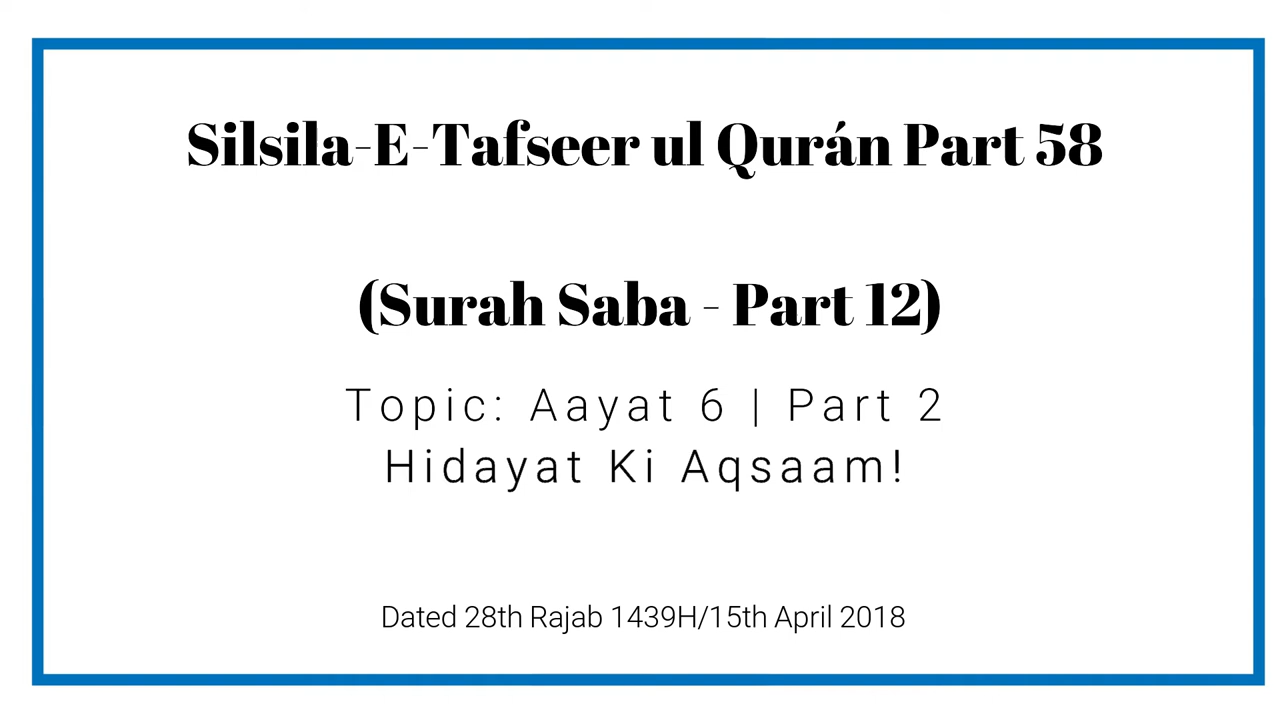 Silsila-E-Tafseer ul Qurán Part 58
(Surah Saba - Part 12)
Topic: Aayat 6 | Part 2
Hidayat Ki Aqsaam!
Dated 28th Rajab 1439H/15th April 2018